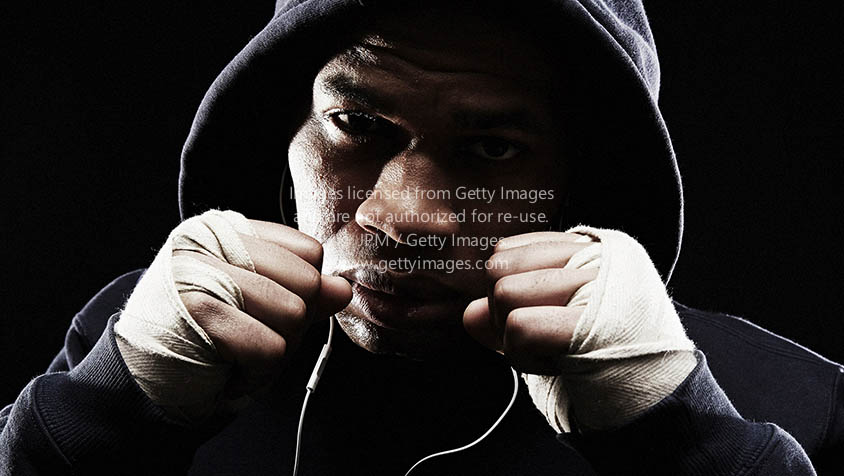 Images licensed from Getty Images
and are not authorized for re-use.
JPM / Getty Images
www.gettyimages.com